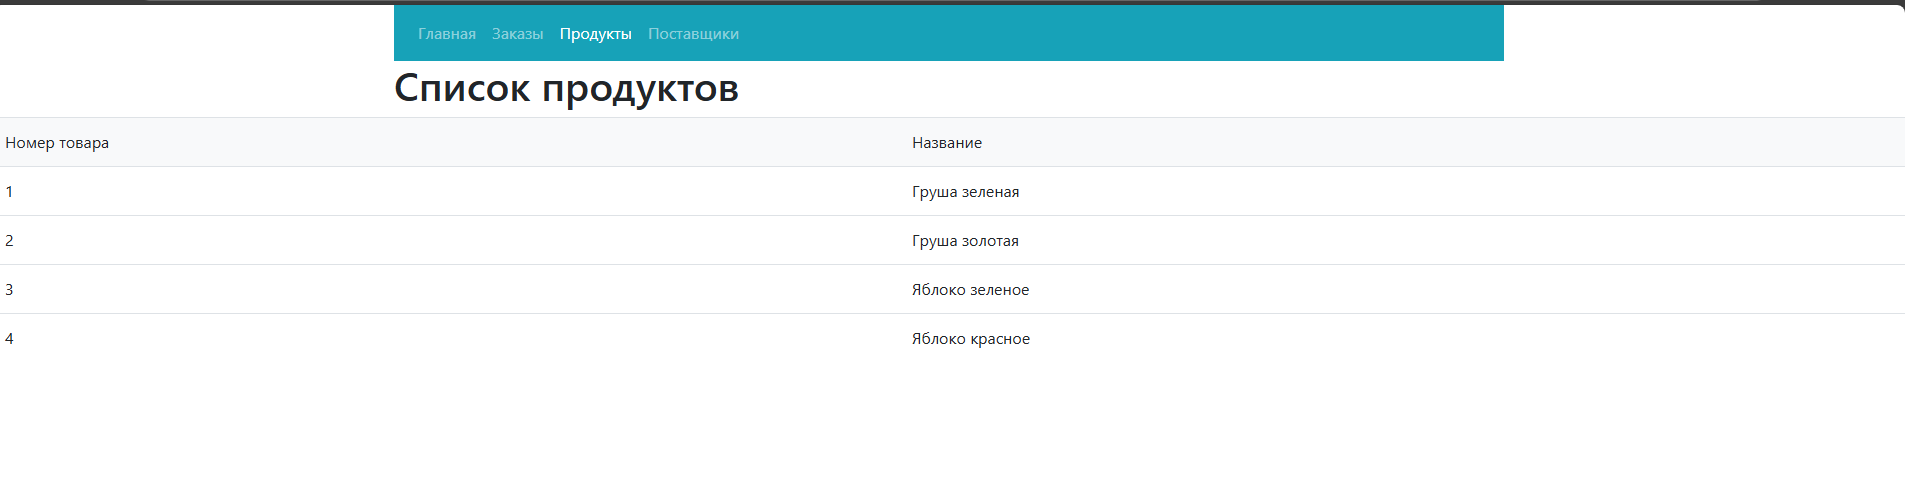 Главная Заказы Продукты Поставщики
Список продуктов
Номер товара Название
1 Груша зеленая
2 Груша золотая
3 Яблоко зеленое
4 Яблоко красное